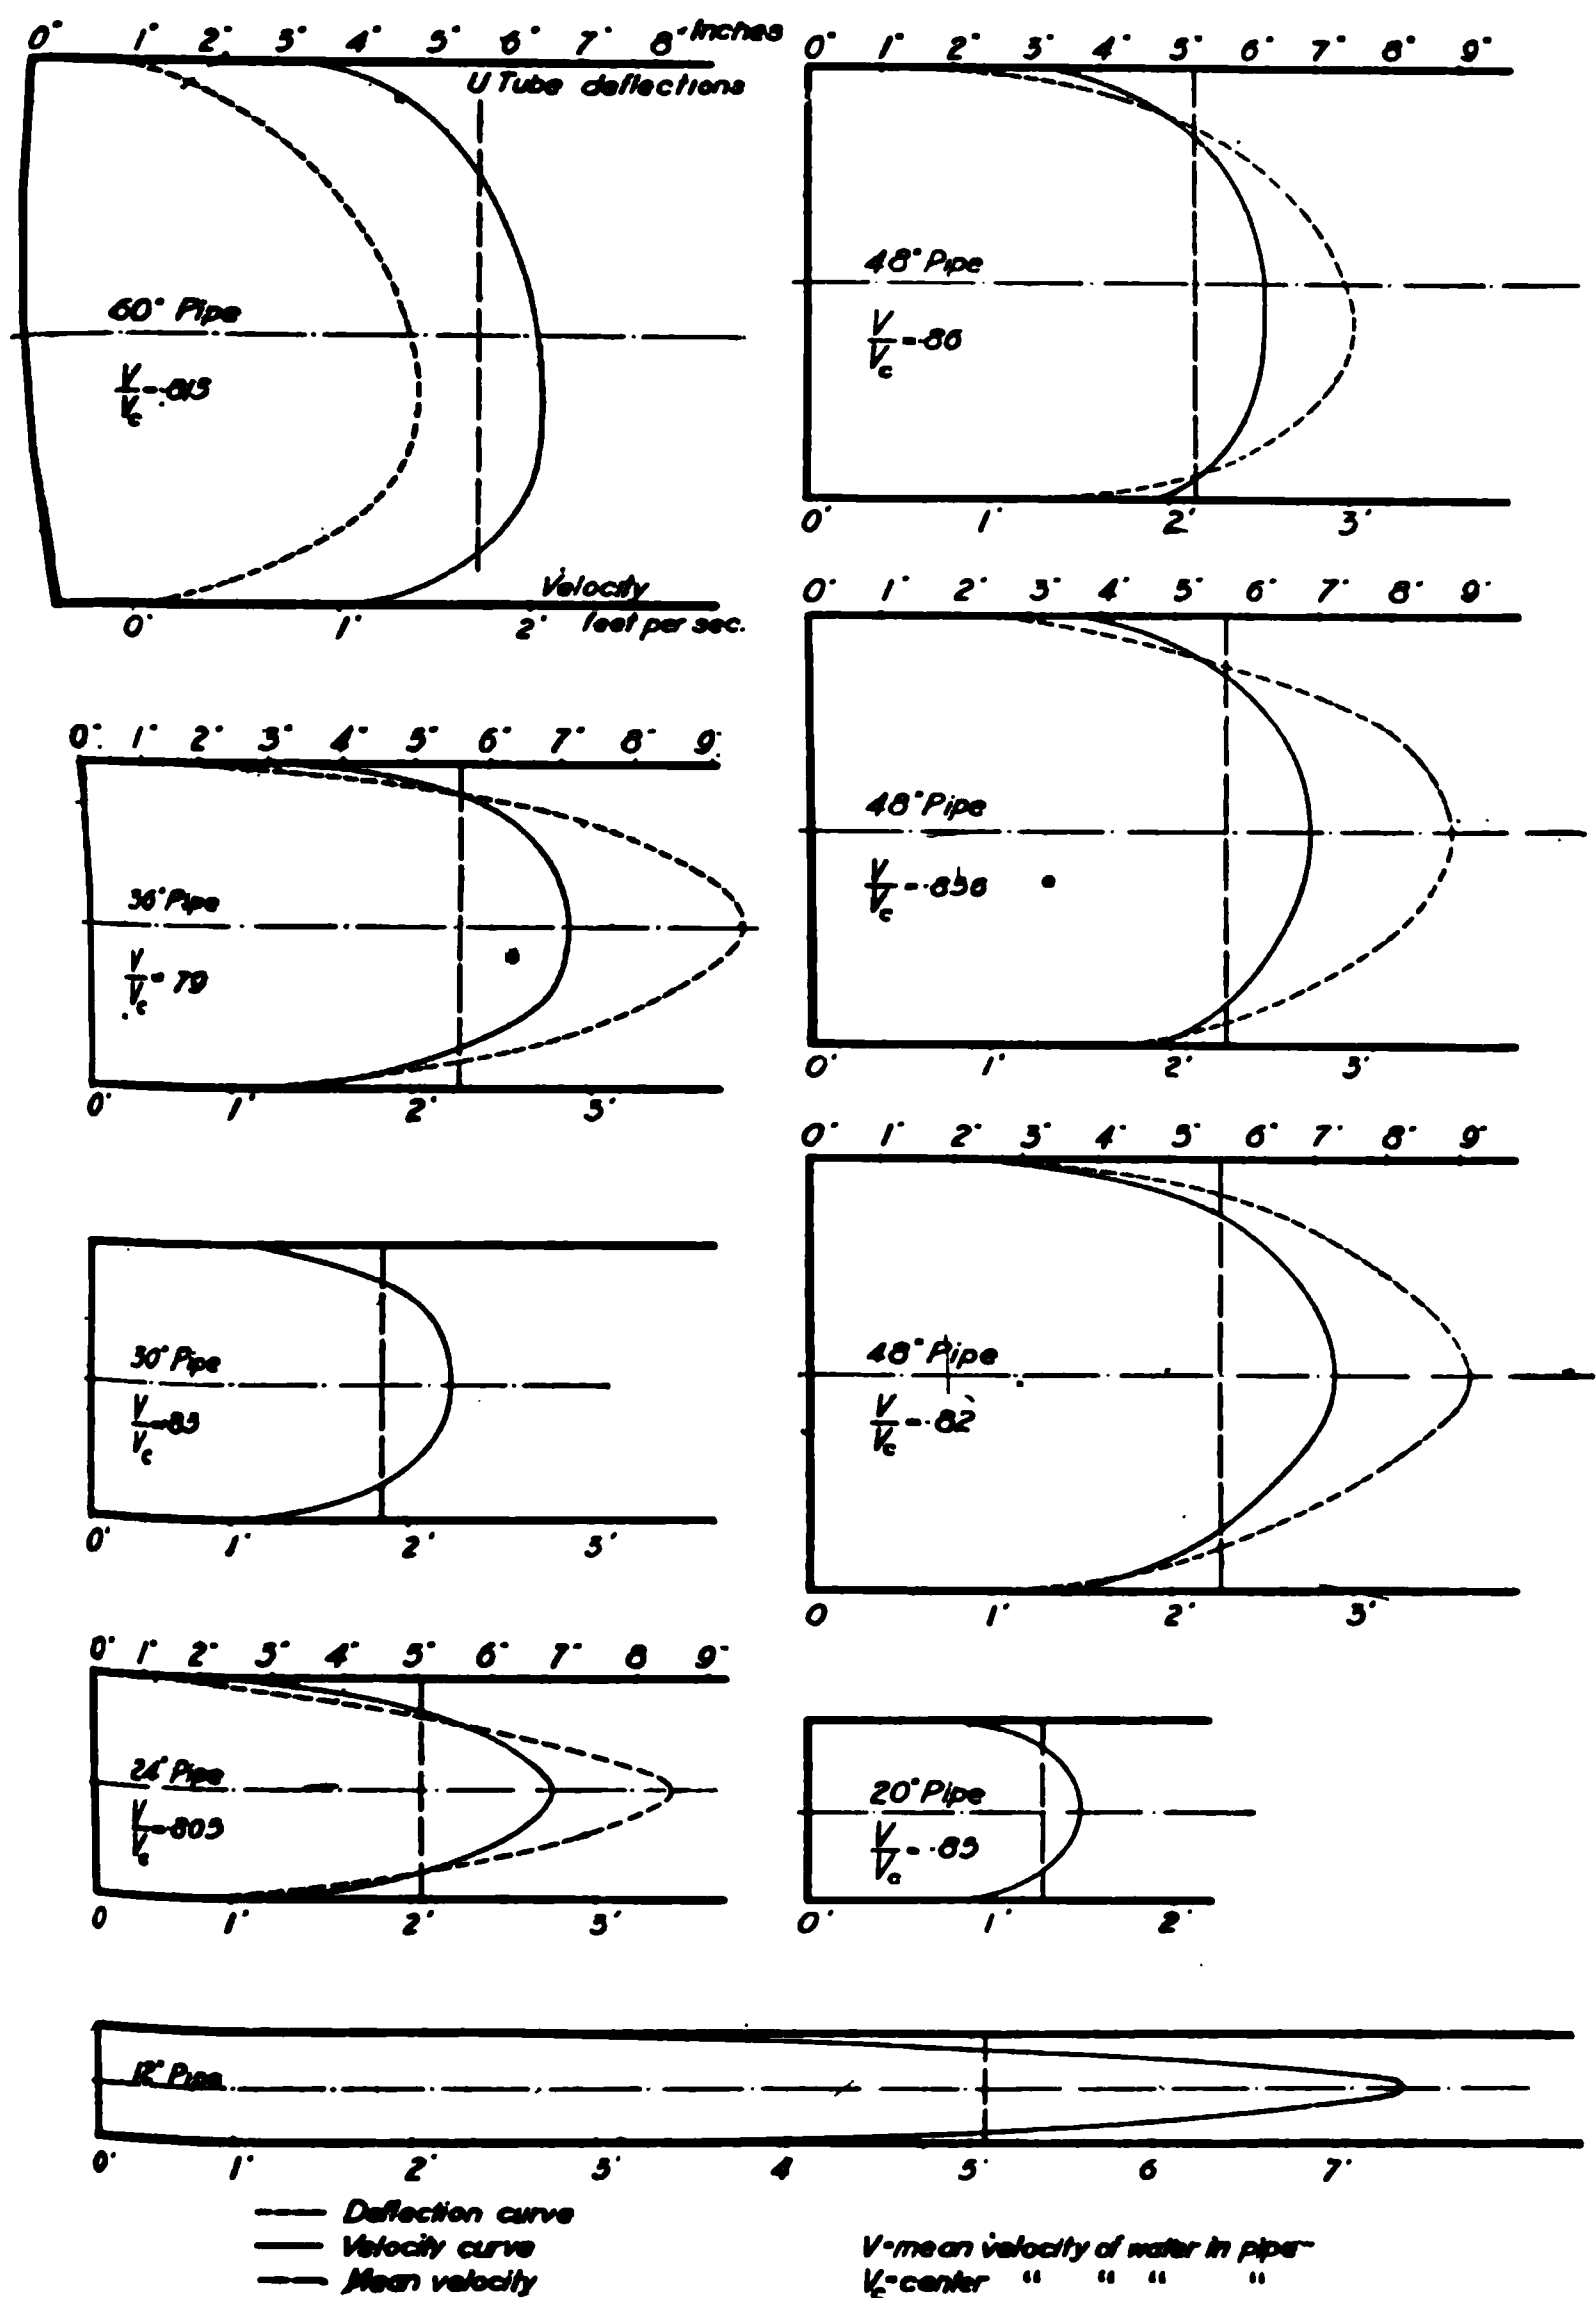 0" 1" 2" 3" 4" 5" 6" 7" 8" Inches
U Tube deflections
60" Pipe
V/Vc = .815
Velocity
feet per sec.
0' 1' 2'
0" 1" 2" 3" 4" 5" 6" 7" 8" 9"
48" Pipe
V/Vc = .86
0' 1' 2' 3'
0" 1" 2" 3" 4" 5" 6" 7" 8" 9"
48" Pipe
V/Vc = .856
0' 1' 2' 3'
0" 1" 2" 3" 4" 5" 6" 7" 8" 9"
36" Pipe
V/Vc = 79
0' 1' 2' 3'
0" 1" 2" 3" 4" 5" 6" 7" 8" 9"
48" Pipe
V/Vc = .82
0 1' 2' 3'
30" Pipe
V/Vc = 83
0' 1' 2' 3'
0" 1" 2" 3" 4" 5" 6" 7" 8 9"
24" Pipe
V/Vc = .803
0 1' 2' 3'
20" Pipe
V/Vc = .83
0' 1' 2'
12" Pipe
0' 1' 2' 3' 4 5' 6 7'
Deflection curve
Velocity curve
Mean velocity
V = mean velocity of water in pipe
Vc = center " " " "